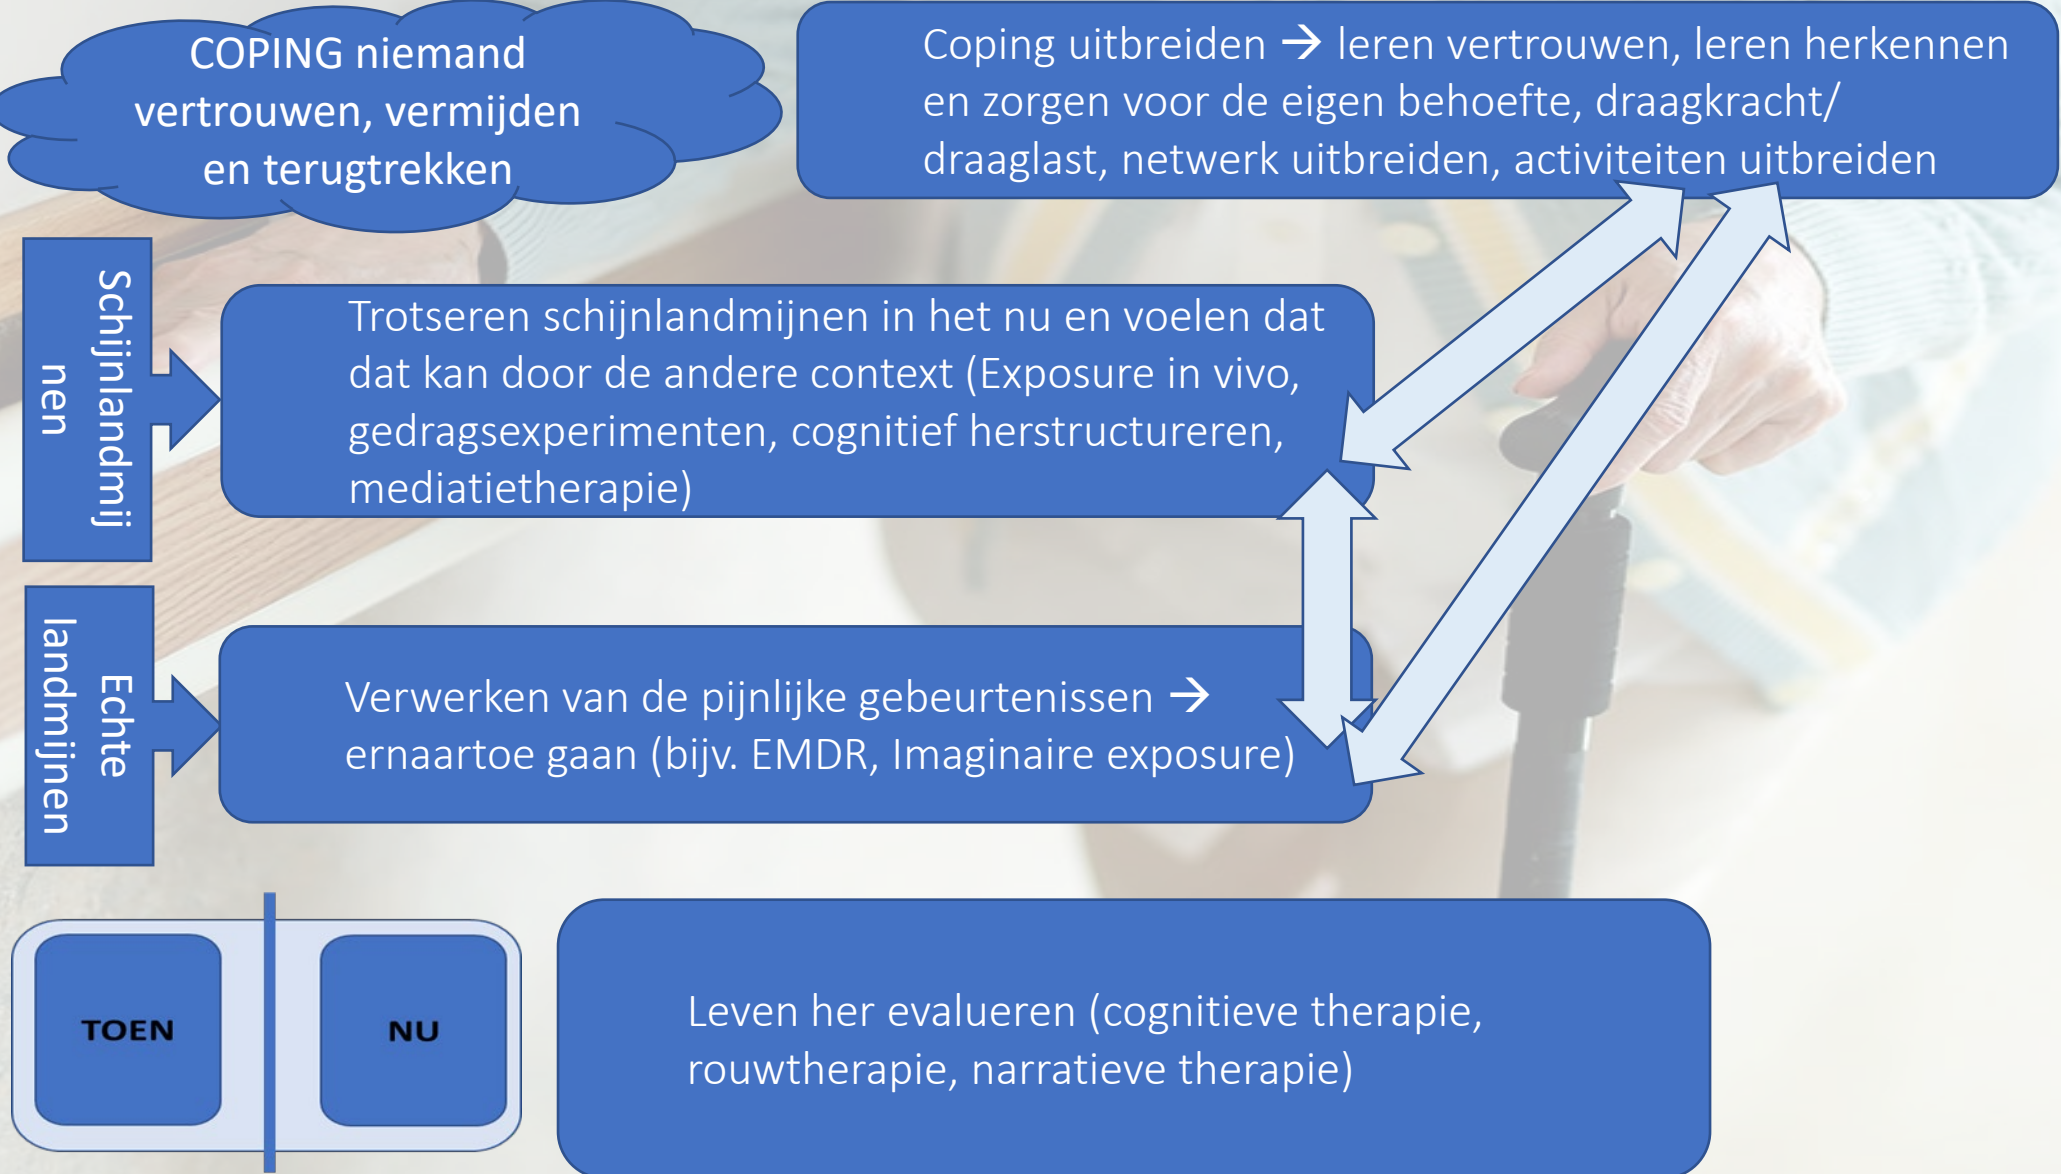 COPING niemand
vertrouwen, vermijden
en terugtrekken
Coping uitbreiden → leren vertrouwen, leren herkennen
en zorgen voor de eigen behoefte, draagkracht/
draaglast, netwerk uitbreiden, activiteiten uitbreiden
Schijnlandmij
nen
Trotseren schijnlandmijnen in het nu en voelen dat
dat kan door de andere context (Exposure in vivo,
gedragsexperimenten, cognitief herstructureren,
mediatietherapie)
Echte
landmijnen
Verwerken van de pijnlijke gebeurtenissen →
ernaartoe gaan (bijv. EMDR, Imaginaire exposure)
TOEN
NU
Leven her evalueren (cognitieve therapie,
rouwtherapie, narratieve therapie)